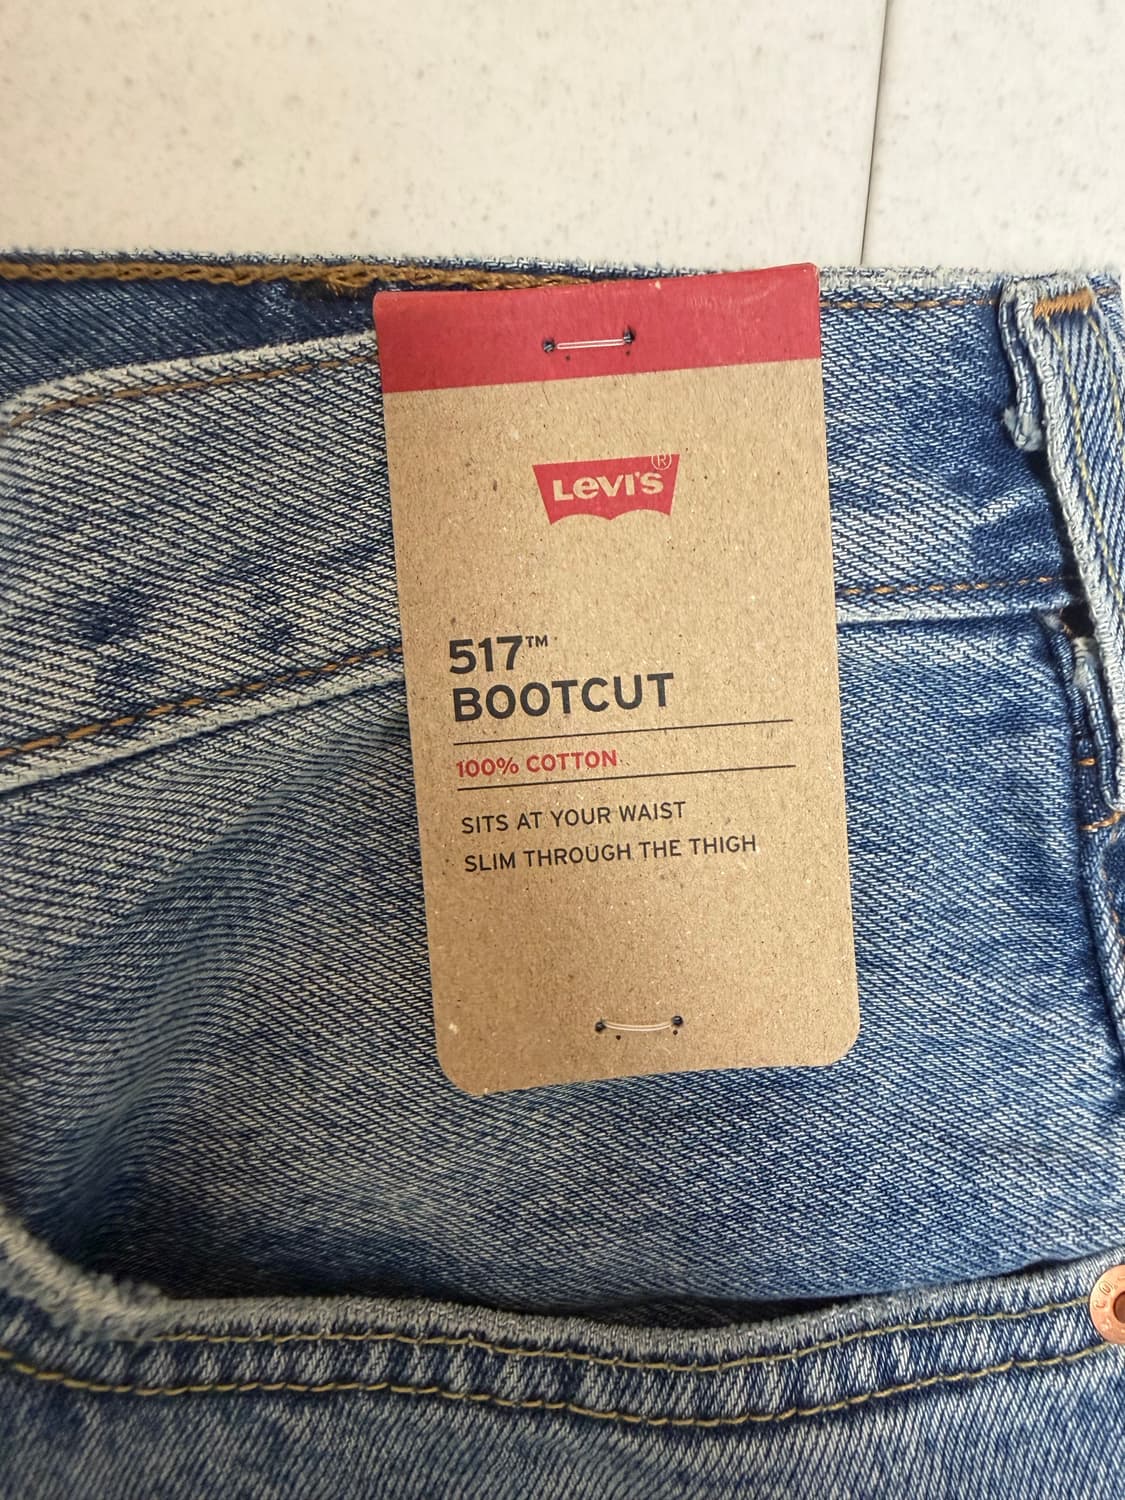 LEVI'S®
517™
BOOTCUT
100% COTTON
SITS AT YOUR WAIST
SLIM THROUGH THE THIGH